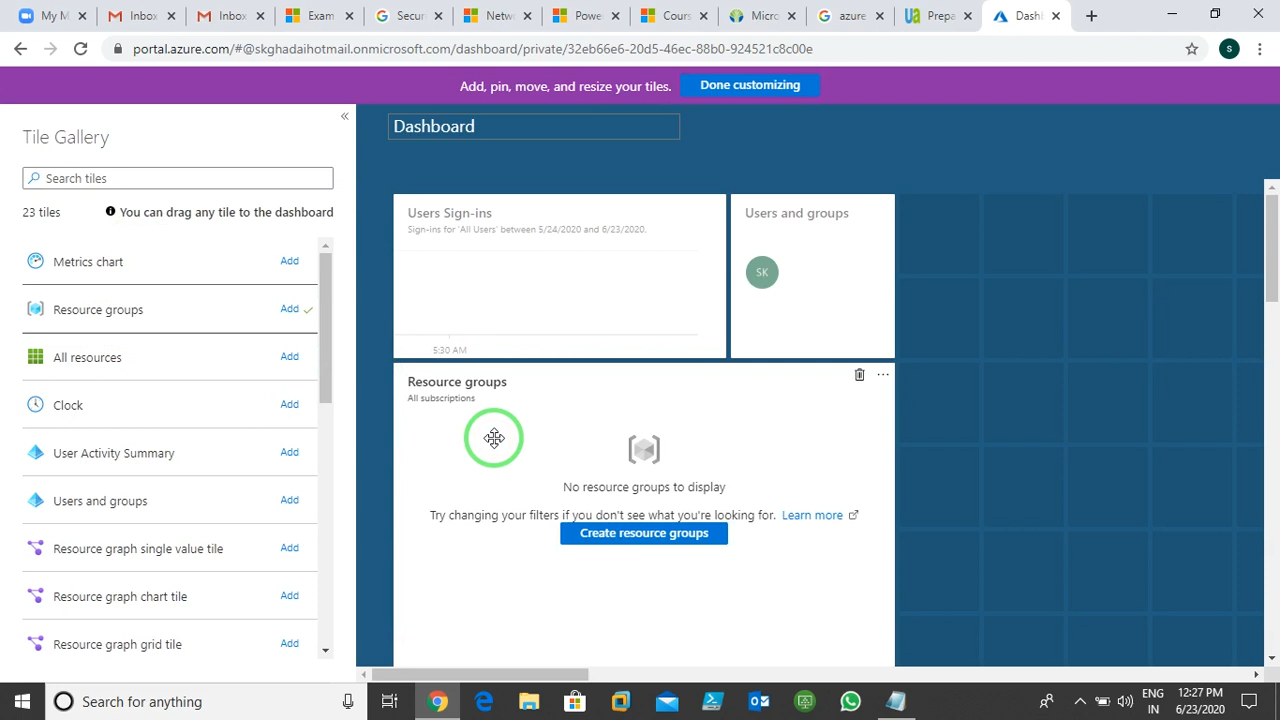 My M
Inbox
Inbox
Exam
Secur
Netw
Powe
Cours
Micro
azure
Prepa
Dashl
portal.azure.com/#@skghadaihotmail.onmicrosoft.com/dashboard/private/32eb66e6-20d5-46ec-88b0-924521c8c00e
S
Add, pin, move, and resize your tiles.
Done customizing
Tile Gallery
Search tiles
23 tiles
You can drag any tile to the dashboard
Metrics chart Add
Resource groups Add
All resources Add
Clock Add
User Activity Summary Add
Users and groups Add
Resource graph single value tile Add
Resource graph chart tile Add
Resource graph grid tile Add
Dashboard
Users Sign-ins
Sign-ins for 'All Users' between 5/24/2020 and 6/23/2020.
5:30 AM
Users and groups
SK
Resource groups
All subscriptions
No resource groups to display
Try changing your filters if you don't see what you're looking for. Learn more
Create resource groups
Search for anything
ENG
IN
12:27 PM
6/23/2020